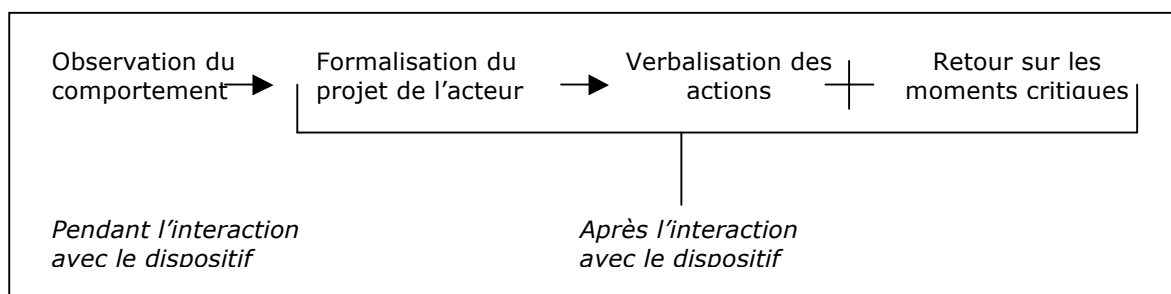 Observation du
comportement
Formalisation du
projet de l’acteur
Verbalisation des
actions
Retour sur les
moments critiques
Pendant l’interaction
avec le dispositif
Après l’interaction
avec le dispositif